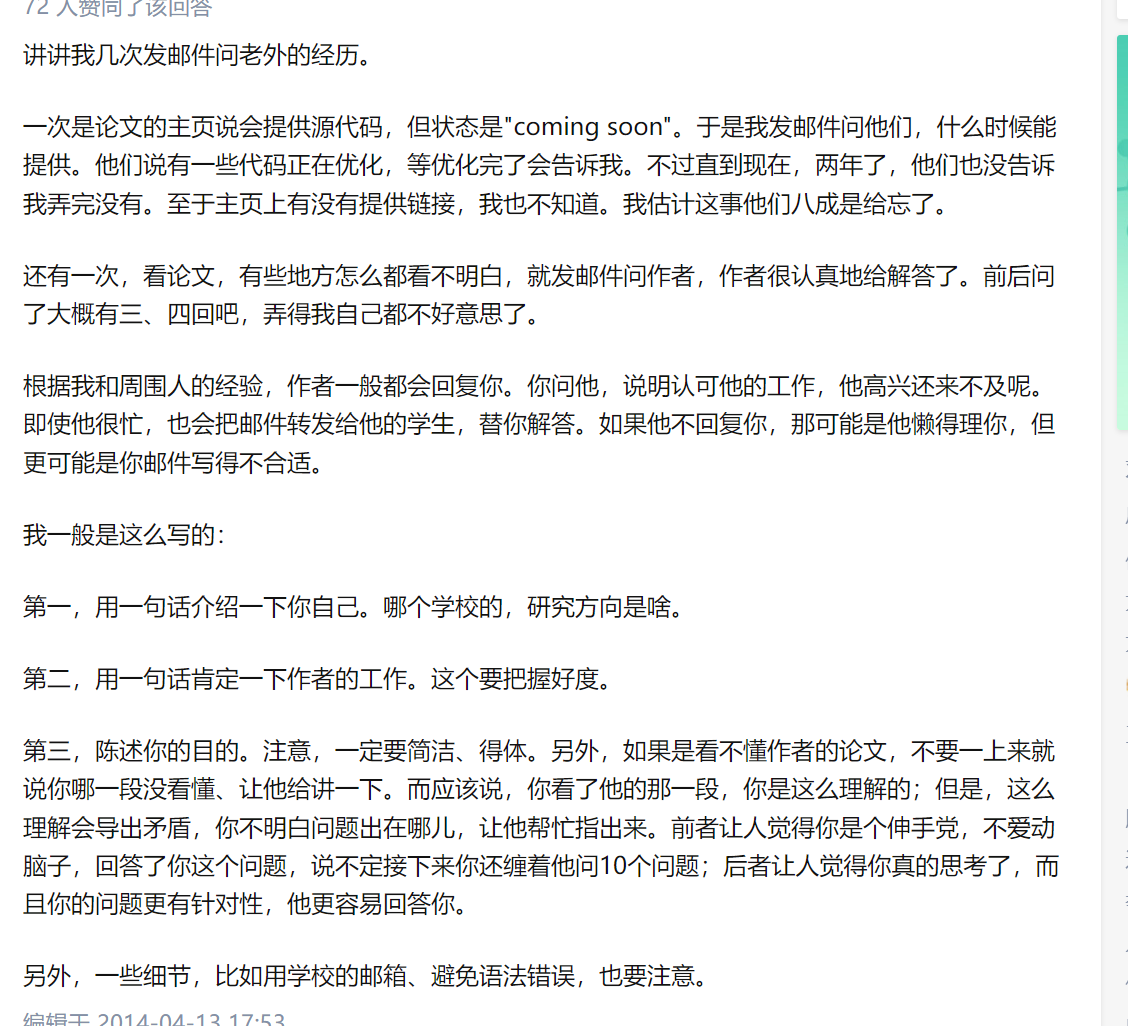 72 人赞同了该回答
讲讲我几次发邮件问老外的经历。
一次是论文的主页说会提供源代码，但状态是"coming soon"。于是我发邮件问他们，什么时候能
提供。他们说有一些代码正在优化，等优化完了会告诉我。不过直到现在，两年了，他们也没告诉
我弄完没有。至于主页上有没有提供链接，我也不知道。我估计这事他们八成是给忘了。
还有一次，看论文，有些地方怎么都看不明白，就发邮件问作者，作者很认真地给解答了。前后问
了大概有三、四回吧，弄得我自己都不好意思了。
根据我和周围人的经验，作者一般都会回复你。你问他，说明认可他的工作，他高兴还来不及呢。
即使他很忙，也会把邮件转发给他的学生，替你解答。如果他不回复你，那可能是他懒得理你，但
更可能是你邮件写得不合适。
我一般是这么写的：
第一，用一句话介绍一下你自己。哪个学校的，研究方向是啥。
第二，用一句话肯定一下作者的工作。这个要把握好度。
第三，陈述你的目的。注意，一定要简洁、得体。另外，如果是看不懂作者的论文，不要一上来就
说你哪一段没看懂、让他给讲一下。而应该说，你看了他的那一段，你是这么理解的；但是，这么
理解会导出矛盾，你不明白问题出在哪儿，让他帮忙指出来。前者让人觉得你是个伸手党，不爱动
脑子，回答了你这个问题，说不定接下来你还缠着他问10个问题；后者让人觉得你真的思考了，而
且你的问题更有针对性，他更容易回答你。
另外，一些细节，比如用学校的邮箱、避免语法错误，也要注意。
编辑于 2014-04-13 17:53